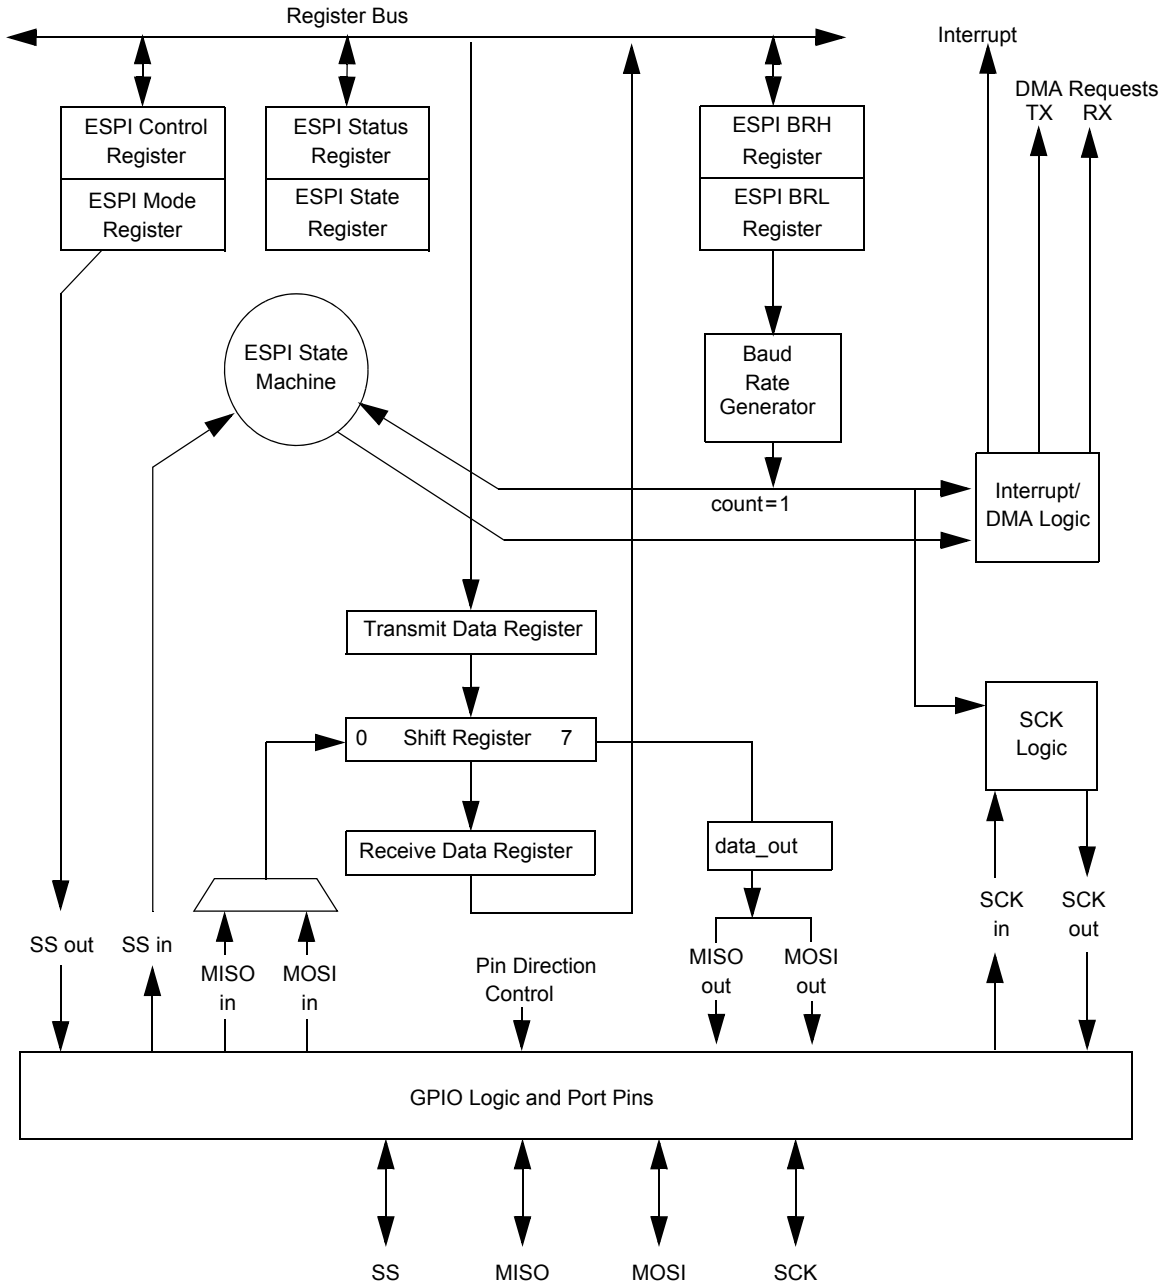 Register Bus
Interrupt
DMA Requests
TX RX
ESPI Control
Register
ESPI Mode
Register
ESPI Status
Register
ESPI State
Register
ESPI BRH
Register
ESPI BRL
Register
ESPI State
Machine
Baud
Rate
Generator
count=1
Interrupt/
DMA Logic
Transmit Data Register
0 Shift Register 7
SCK
Logic
Receive Data Register
data_out
SS out
SS in
MISO
in
MOSI
in
Pin Direction
Control
MISO
out
MOSI
out
SCK
in
SCK
out
GPIO Logic and Port Pins
SS
MISO
MOSI
SCK